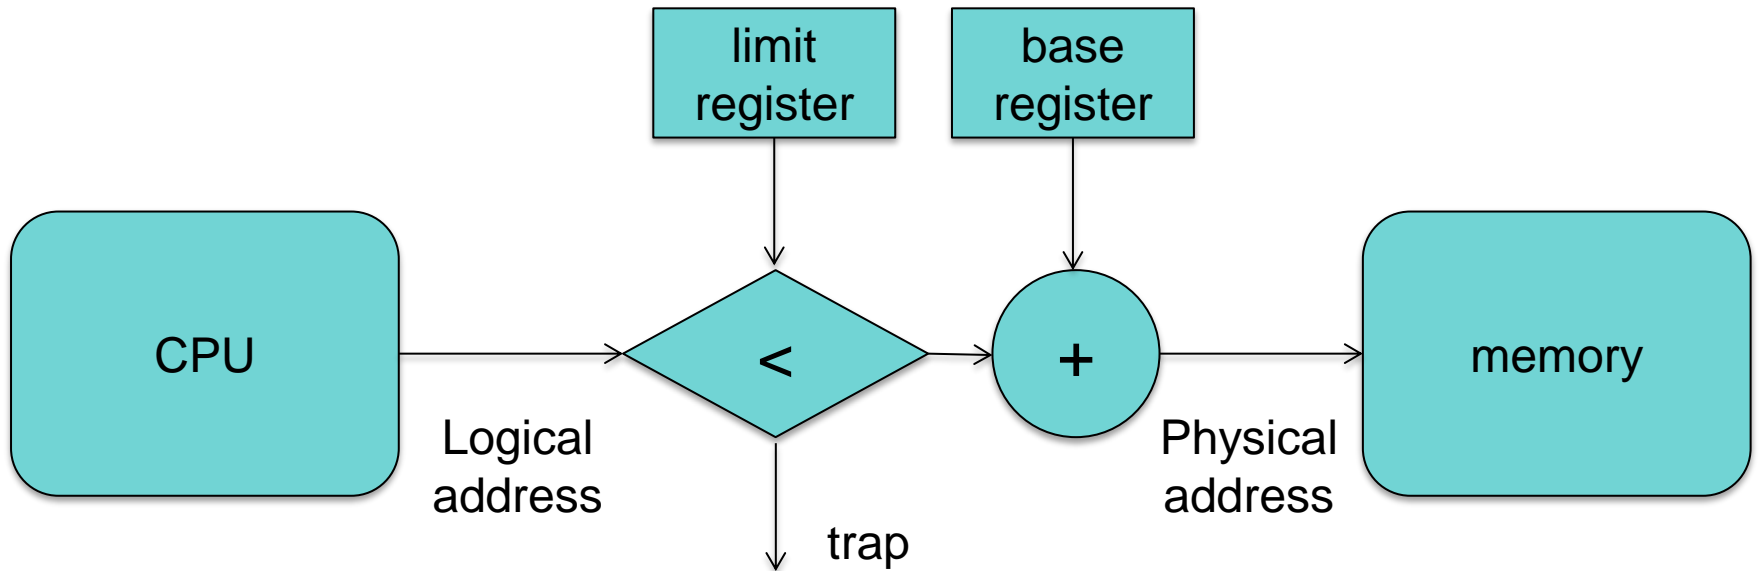 limit
register
base
register
CPU
<
+
memory
Logical
address
Physical
address
trap